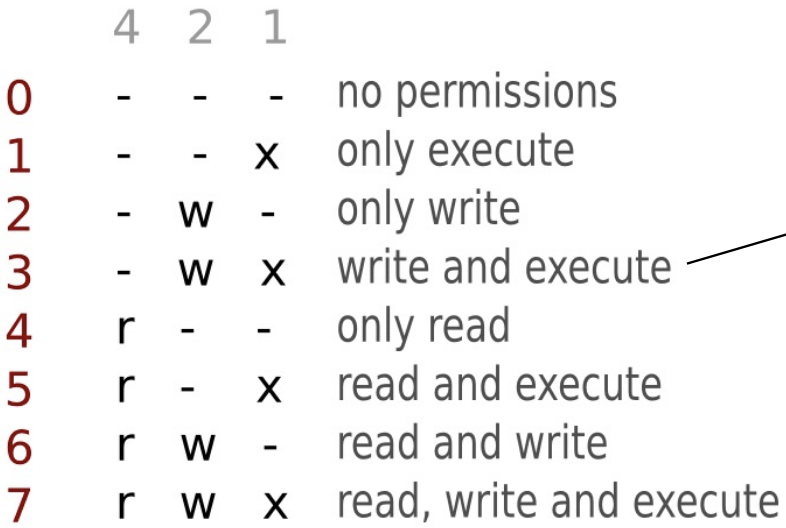 4 2 1
0 - - - no permissions
1 - - x only execute
2 - w - only write
3 - w x write and execute
4 r - - only read
5 r - x read and execute
6 r w - read and write
7 r w x read, write and execute